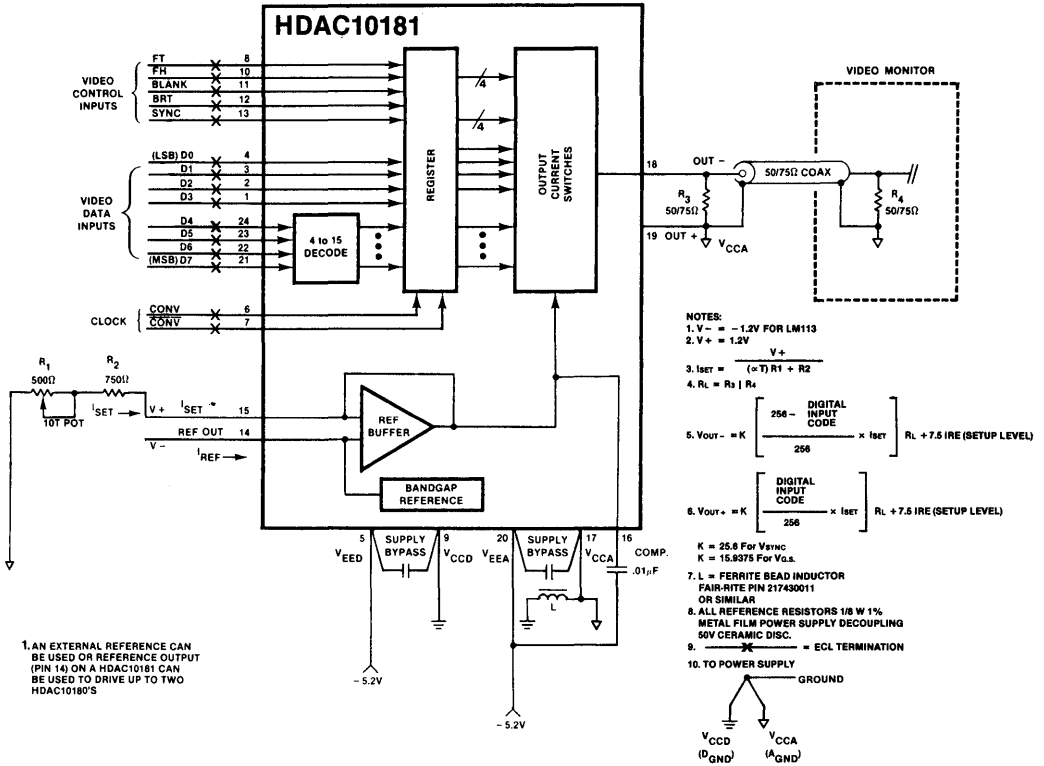 HDAC10181
VIDEO
CONTROL
INPUTS
FT 8
FH 10
BLANK 11
BRT 12
SYNC 13
VIDEO
DATA
INPUTS
(LSB) D0 4
D1 3
D2 2
D3 1
D4 24
D5 23
D6 22
(MSB) D7 21
4 to 15
DECODE
REGISTER
4
4
OUTPUT
CURRENT
SWITCHES
CLOCK
CONV 6
CONV 7
18 OUT -
19 OUT +
R3
50/75Ω
VCCA
50/75Ω COAX
VIDEO MONITOR
R4
50/75Ω
R1
500Ω
10T POT
R2
750Ω
ISET
V+ ISET 15
REF OUT 14
V-
IREF
REF
BUFFER
BANDGAP
REFERENCE
5 SUPPLY 9
BYPASS
VEED
VCCD
20 SUPPLY 17 16
BYPASS
VEEA
VCCA
COMP.
.01µF
L
- 5.2V
- 5.2V
1. AN EXTERNAL REFERENCE CAN
BE USED OR REFERENCE OUTPUT
(PIN 14) ON A HDAC10181 CAN
BE USED TO DRIVE UP TO TWO
HDAC10180'S
NOTES:
1. V- = -1.2V FOR LM113
2. V+ = 1.2V
3. ISET = V+ / (∝T) R1 + R2
4. RL = R3 | R4
5. VOUT- = K [ 256 - DIGITAL INPUT CODE / 256 × ISET ] RL + 7.5 IRE (SETUP LEVEL)
6. VOUT+ = K [ DIGITAL INPUT CODE / 256 × ISET ] RL + 7.5 IRE (SETUP LEVEL)
K = 25.6 For VSYNC
K = 15.9375 For VG.s.
7. L = FERRITE BEAD INDUCTOR
FAIR-RITE PIN 217430011
OR SIMILAR
8. ALL REFERENCE RESISTORS 1/8 W 1%
METAL FILM POWER SUPPLY DECOUPLING
50V CERAMIC DISC.
9. = ECL TERMINATION
10. TO POWER SUPPLY
GROUND
VCCD
(DGND)
VCCA
(AGND)